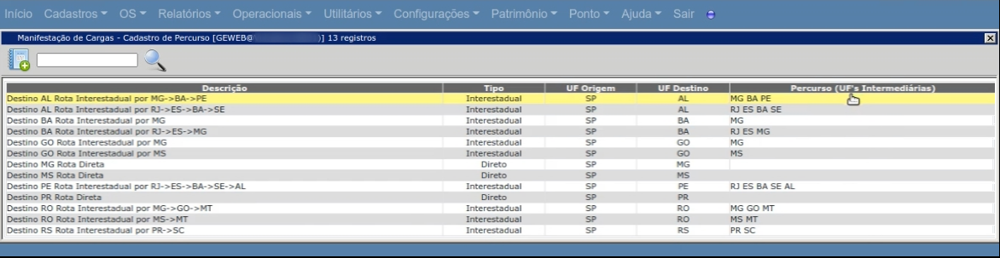 Início Cadastros OS Relatórios Operacionais Utilitários Configurações Patrimônio Ponto Ajuda Sair
Manifestação de Cargas - Cadastro de Percurso [GEWEB@ )] 13 registros
Descrição Tipo UF Origem UF Destino Percurso (UF's Intermediárias)
Destino AL Rota Interestadual por MG->BA->PE Interestadual SP AL MG BA PE
Destino AL Rota Interestadual por RJ->ES->BA->SE Interestadual SP AL RJ ES BA SE
Destino BA Rota Interestadual por MG Interestadual SP BA MG
Destino BA Rota Interestadual por RJ->ES->MG Interestadual SP BA RJ ES MG
Destino GO Rota Interestadual por MG Interestadual SP GO MG
Destino GO Rota Interestadual por MS Interestadual SP GO MS
Destino MG Rota Direta Direto SP MG
Destino MS Rota Direta Direto SP MS
Destino PE Rota Interestadual por RJ->ES->BA->SE->AL Interestadual SP PE RJ ES BA SE AL
Destino PR Rota Direta Direto SP PR
Destino RO Rota Interestadual por MG->GO->MT Interestadual SP RO MG GO MT
Destino RO Rota Interestadual por MS->MT Interestadual SP RO MS MT
Destino RS Rota Interestadual por PR->SC Interestadual SP RS PR SC